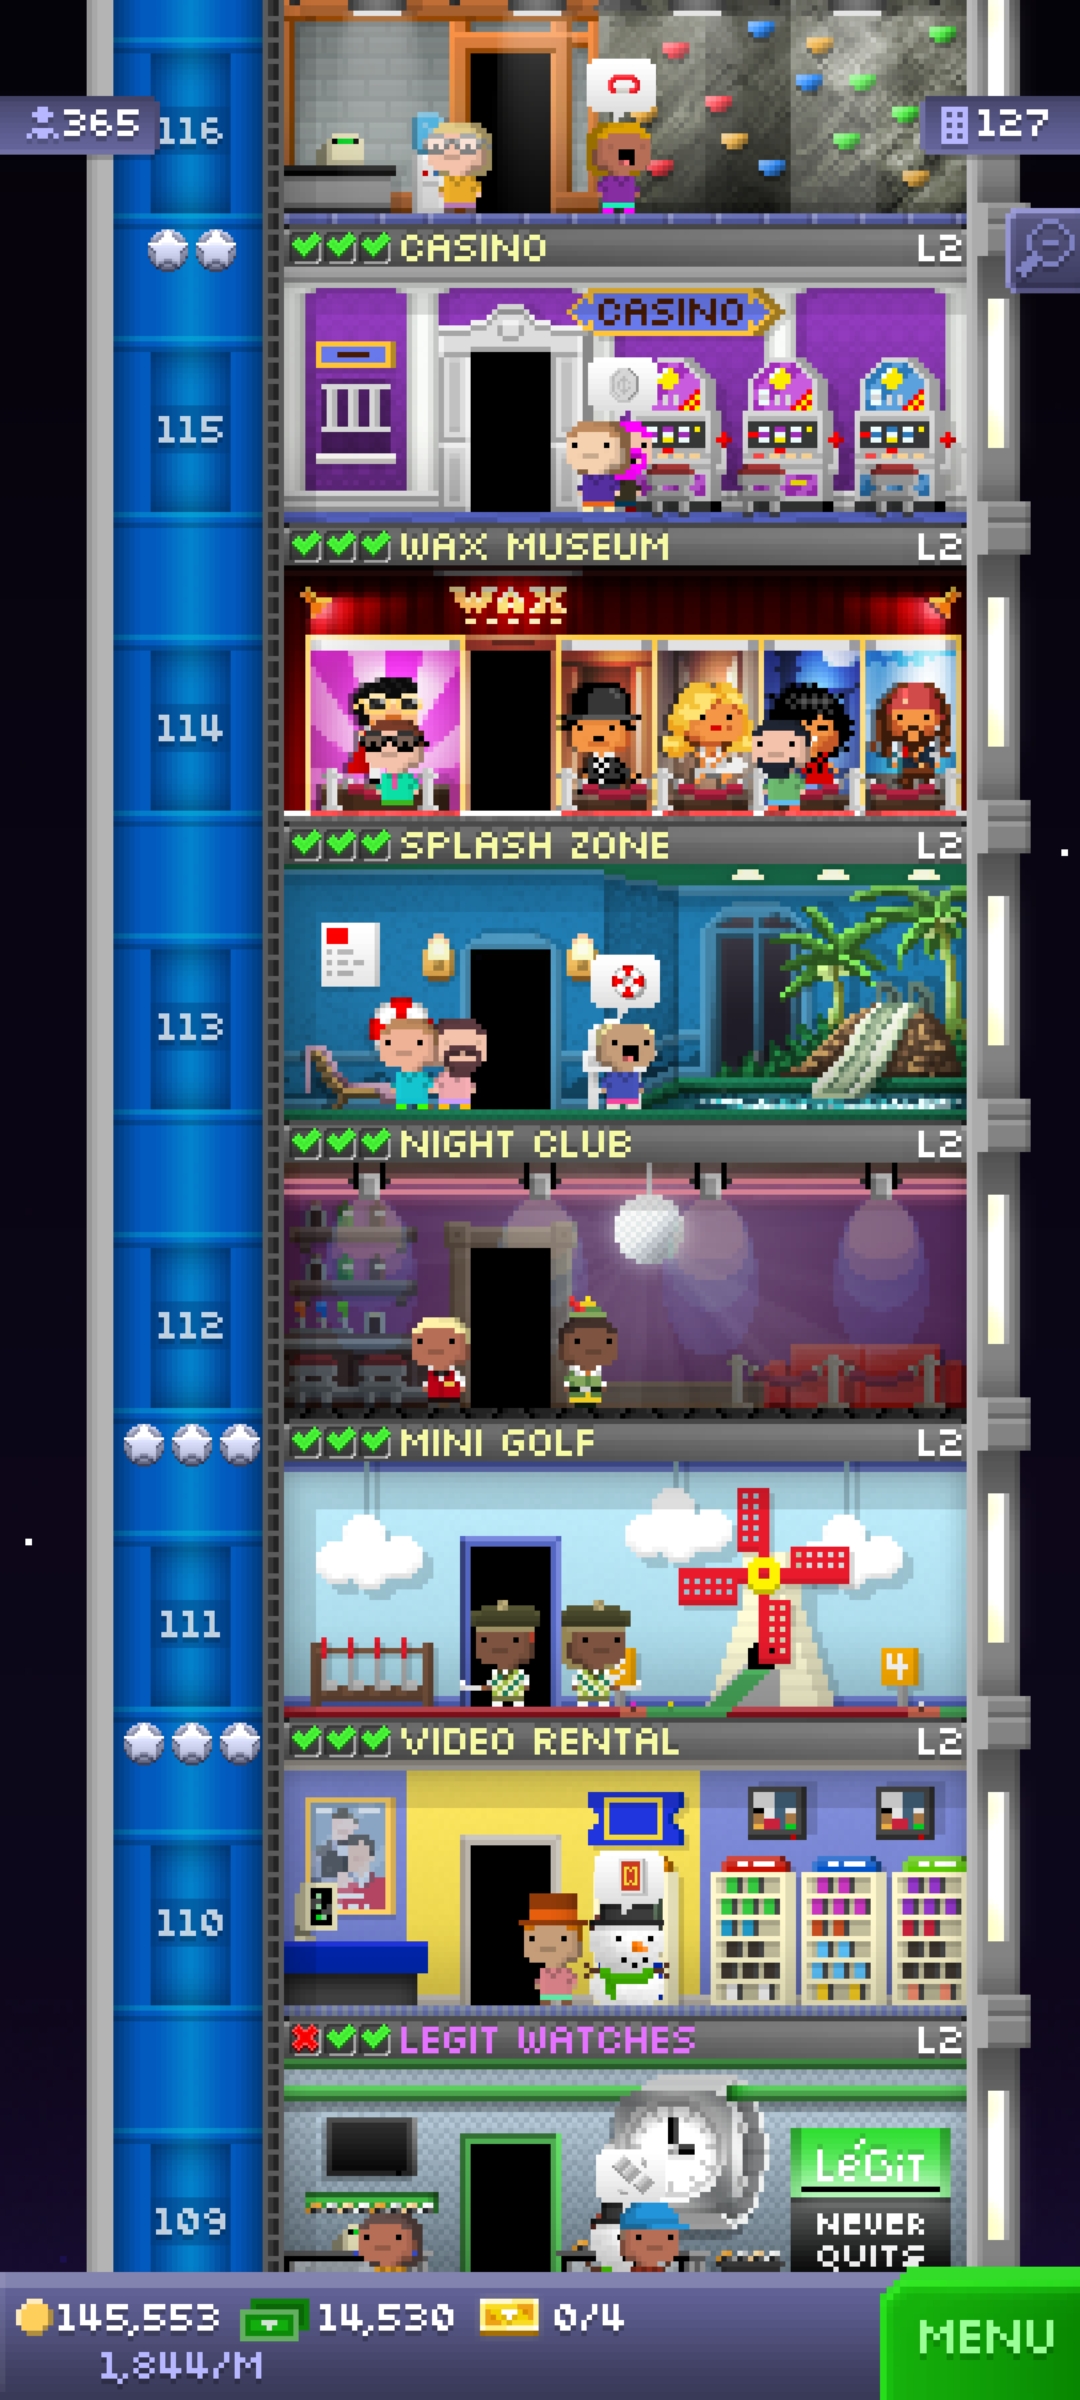 365
116
127
CASINO L2
CASINO
115
WAX MUSEUM L2
WAX
114
SPLASH ZONE L2
113
NIGHT CLUB L2
112
MINI GOLF L2
111
4
VIDEO RENTAL L2
110
LEGIT WATCHES L2
LéGiT
109
NEVER
QUITS
145,553 14,530 0/4
1,844/M
MENU